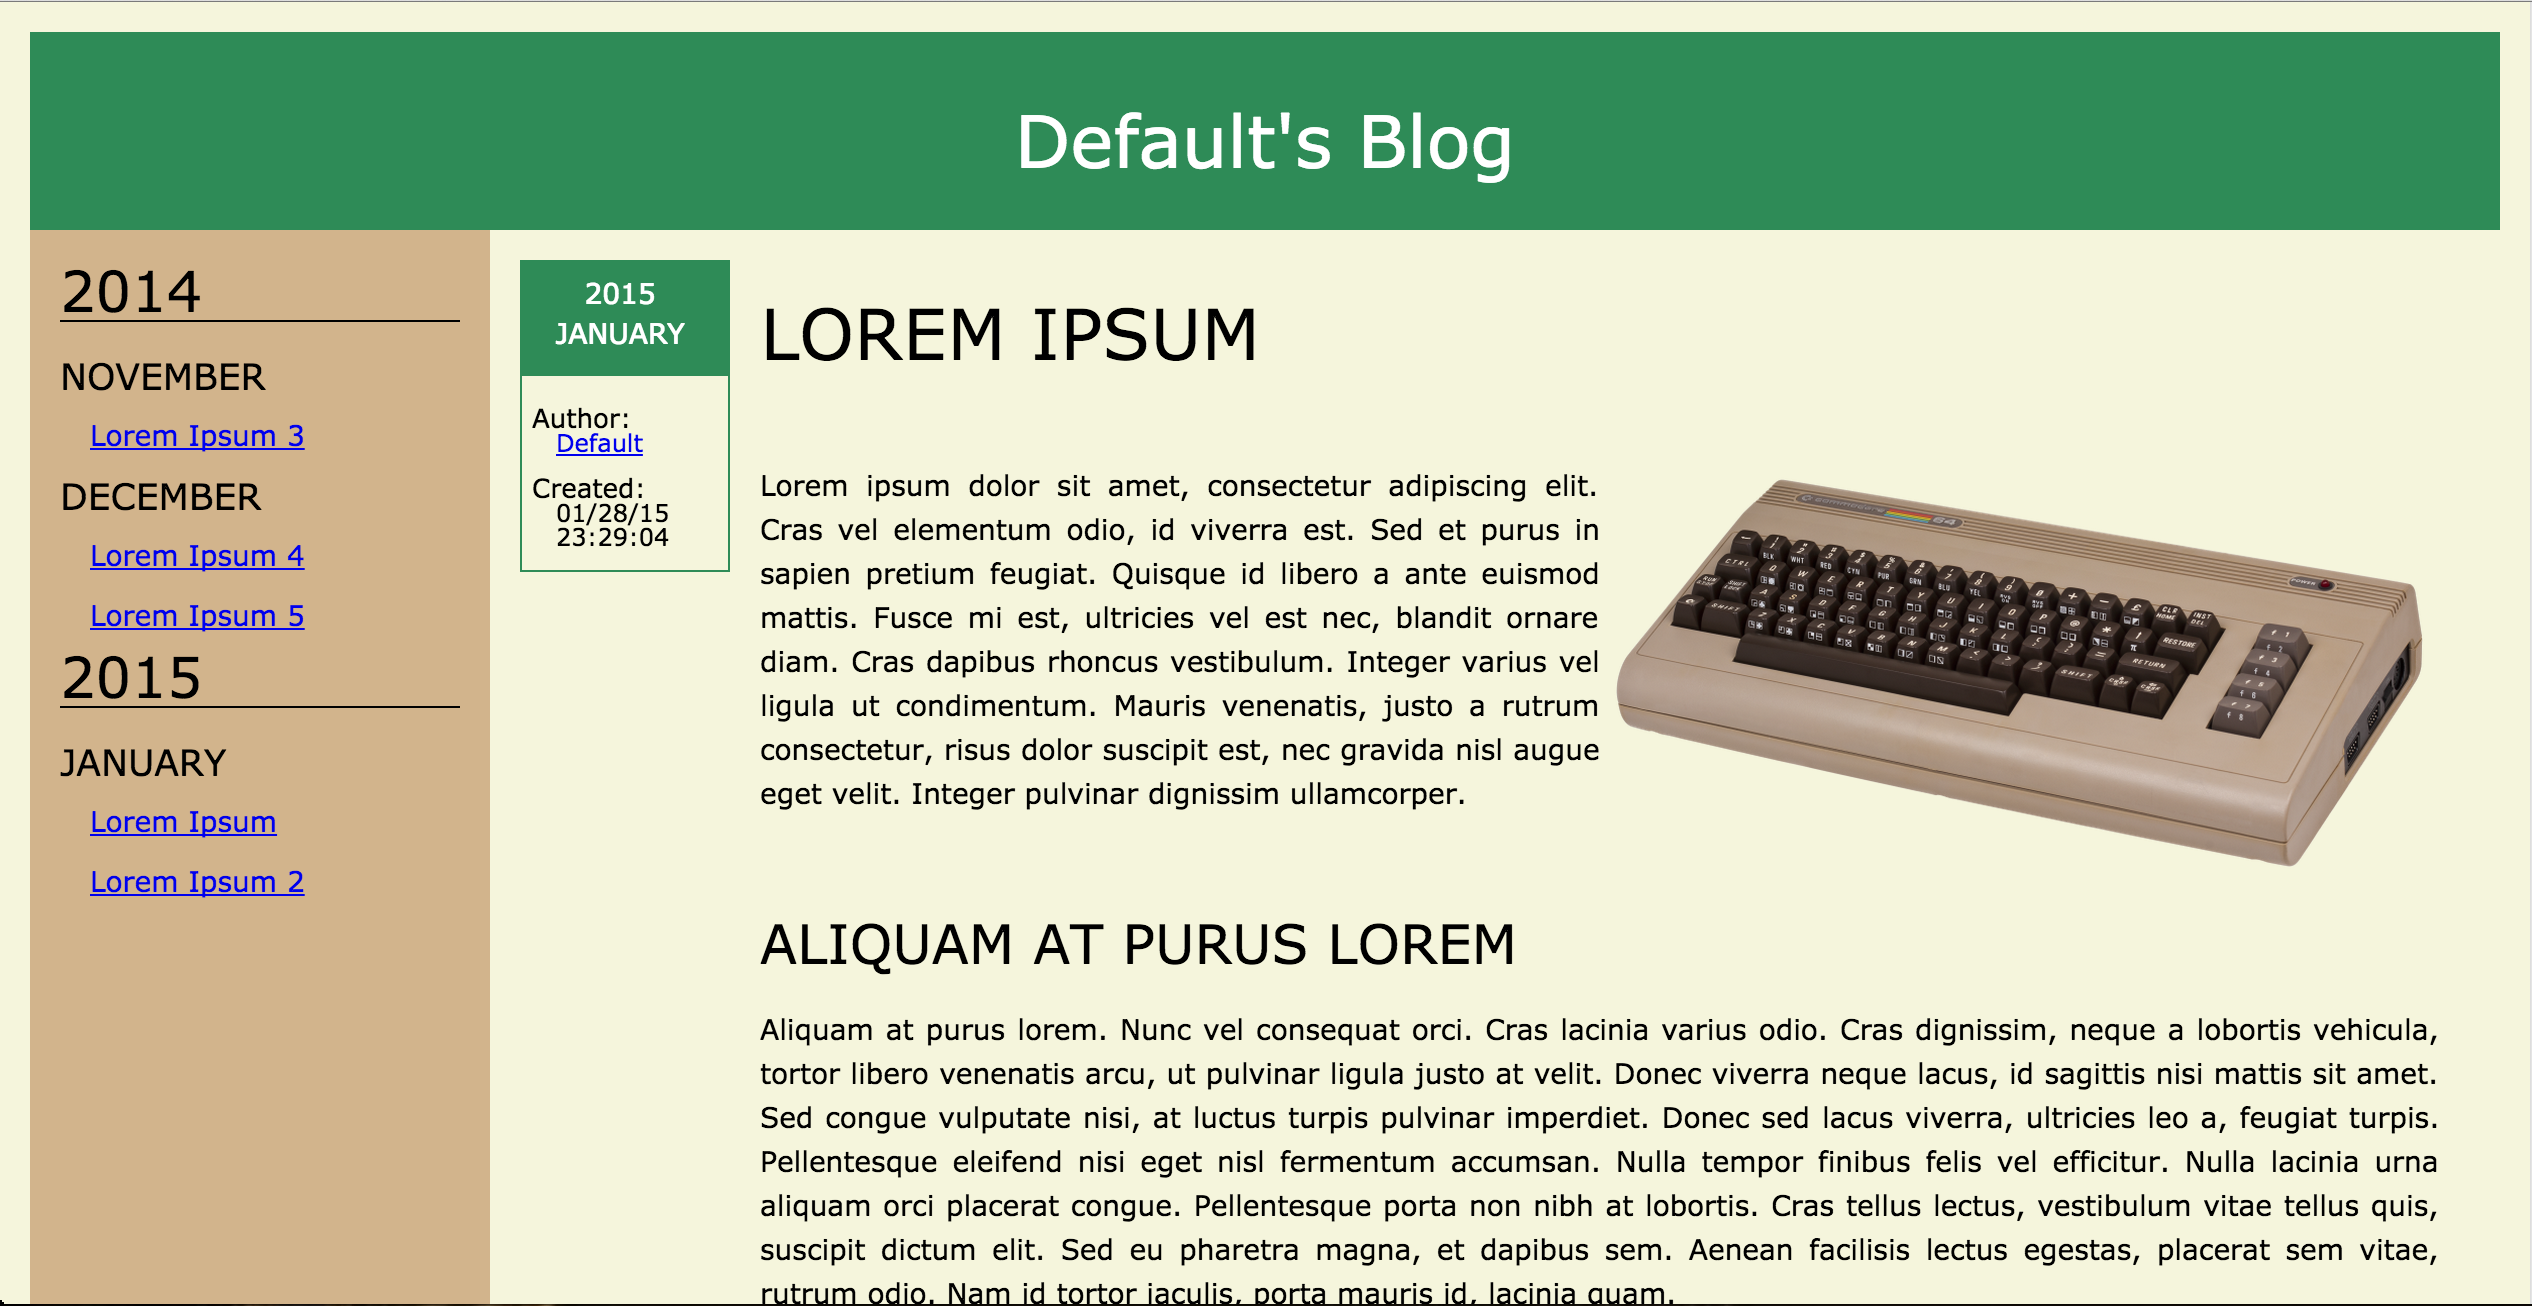 Default's Blog
2014
NOVEMBER
Lorem Ipsum 3
DECEMBER
Lorem Ipsum 4
Lorem Ipsum 5
2015
JANUARY
Lorem Ipsum
Lorem Ipsum 2
2015
JANUARY
Author:
Default
Created:
01/28/15
23:29:04
LOREM IPSUM
Lorem ipsum dolor sit amet, consectetur adipiscing elit.
Cras vel elementum odio, id viverra est. Sed et purus in
sapien pretium feugiat. Quisque id libero a ante euismod
mattis. Fusce mi est, ultricies vel est nec, blandit ornare
diam. Cras dapibus rhoncus vestibulum. Integer varius vel
ligula ut condimentum. Mauris venenatis, justo a rutrum
consectetur, risus dolor suscipit est, nec gravida nisl augue
eget velit. Integer pulvinar dignissim ullamcorper.
64
POWER
CTRL
RESTORE
RETURN
SHIFT
SHIFT
ALIQUAM AT PURUS LOREM
Aliquam at purus lorem. Nunc vel consequat orci. Cras lacinia varius odio. Cras dignissim, neque a lobortis vehicula,
tortor libero venenatis arcu, ut pulvinar ligula justo at velit. Donec viverra neque lacus, id sagittis nisi mattis sit amet.
Sed congue vulputate nisi, at luctus turpis pulvinar imperdiet. Donec sed lacus viverra, ultricies leo a, feugiat turpis.
Pellentesque eleifend nisi eget nisl fermentum accumsan. Nulla tempor finibus felis vel efficitur. Nulla lacinia urna
aliquam orci placerat congue. Pellentesque porta non nibh at lobortis. Cras tellus lectus, vestibulum vitae tellus quis,
suscipit dictum elit. Sed eu pharetra magna, et dapibus sem. Aenean facilisis lectus egestas, placerat sem vitae,
rutrum odio. Nam id tortor iaculis, porta mauris id, lacinia quam.